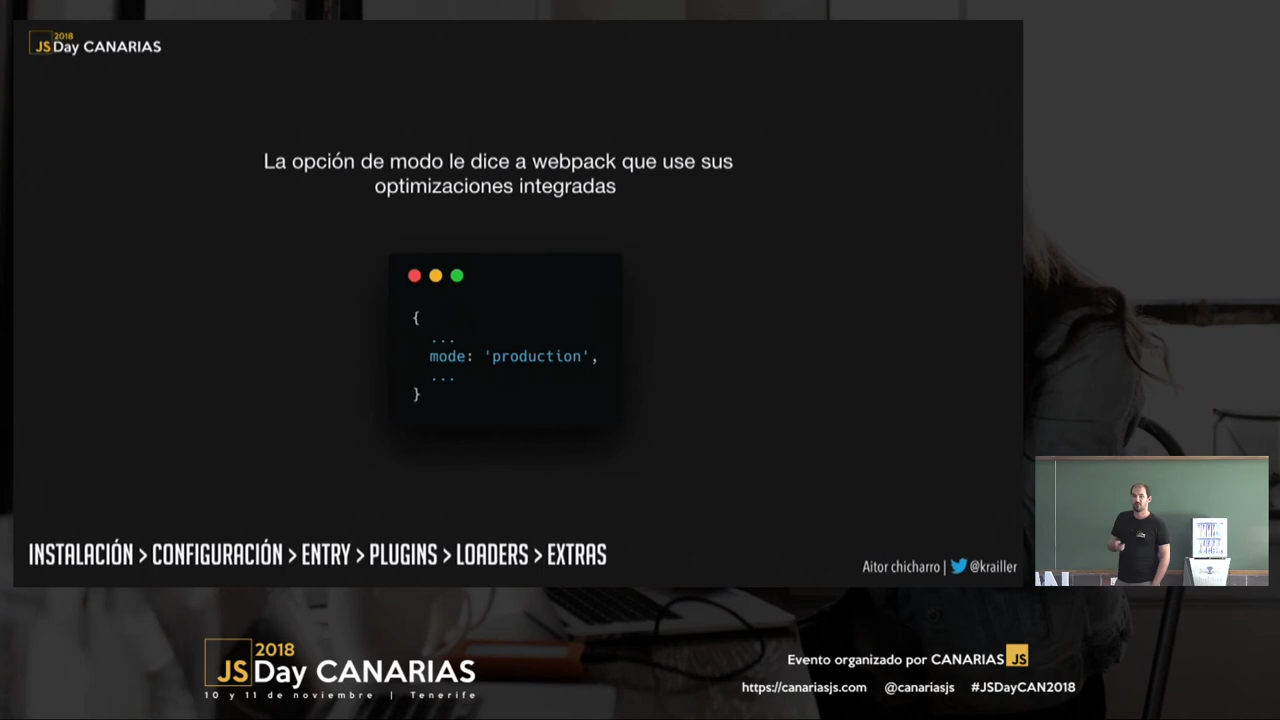 2018
JS Day CANARIAS
La opción de modo le dice a webpack que use sus
optimizaciones integradas
{
...
mode: 'production',
...
}
INSTALACIÓN > CONFIGURACIÓN > ENTRY > PLUGINS > LOADERS > EXTRAS
Aitor chicharro | @krailler
2018
JS Day CANARIAS
10 y 11 de noviembre | Tenerife
Evento organizado por CANARIAS JS
https://canariasjs.com @canariasjs #JSDayCAN2018